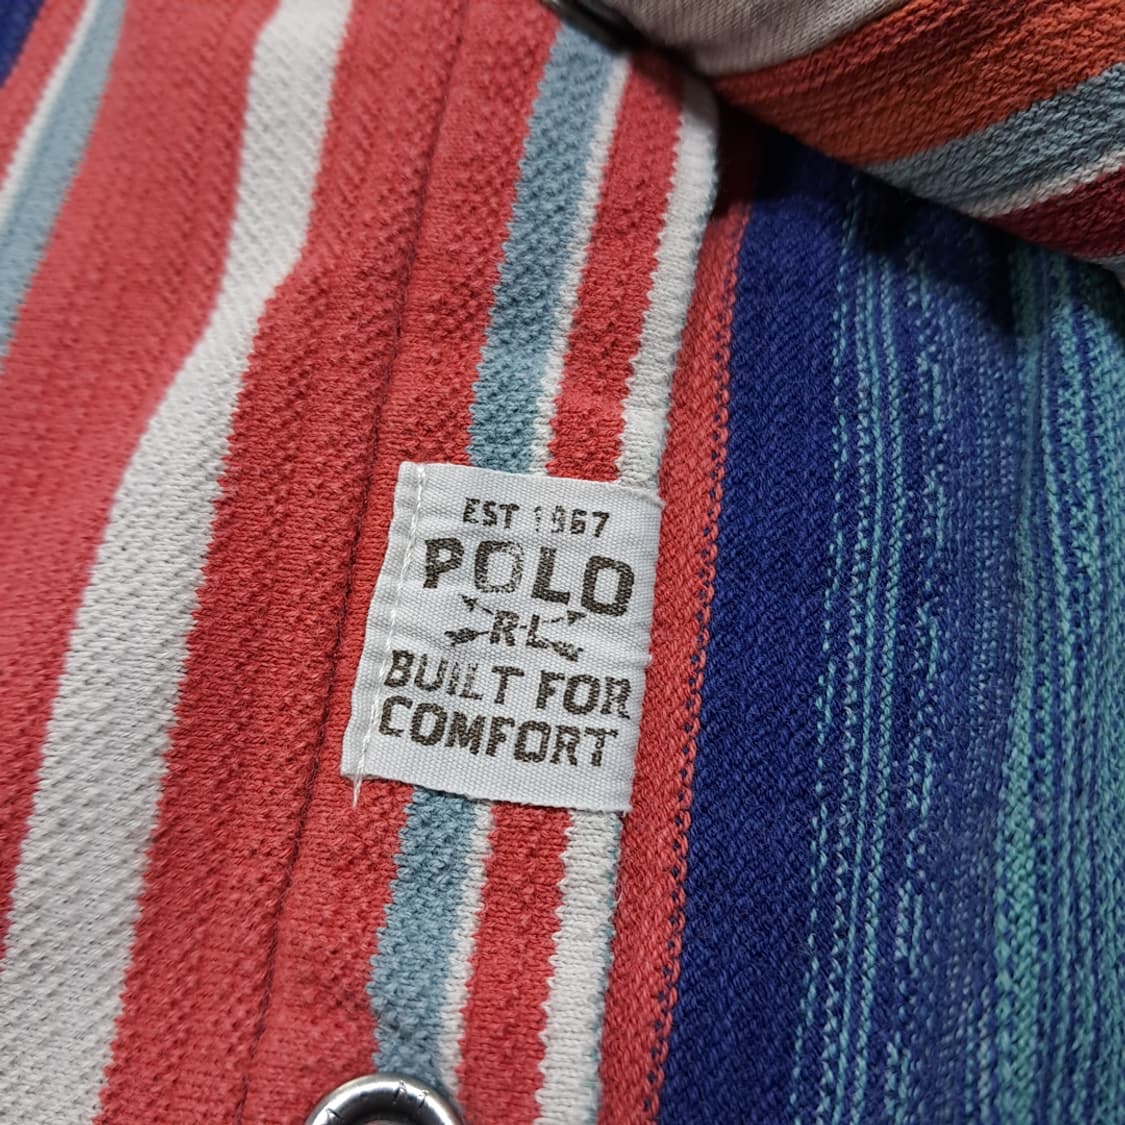 EST 1967
POLO
R-L
BUILT FOR
COMFORT